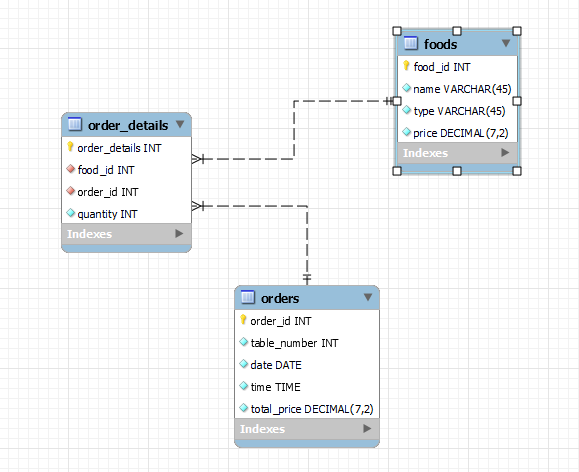 foods
food_id INT
name VARCHAR(45)
type VARCHAR(45)
price DECIMAL(7,2)
Indexes
order_details
order_details INT
food_id INT
order_id INT
quantity INT
Indexes
orders
order_id INT
table_number INT
date DATE
time TIME
total_price DECIMAL(7,2)
Indexes